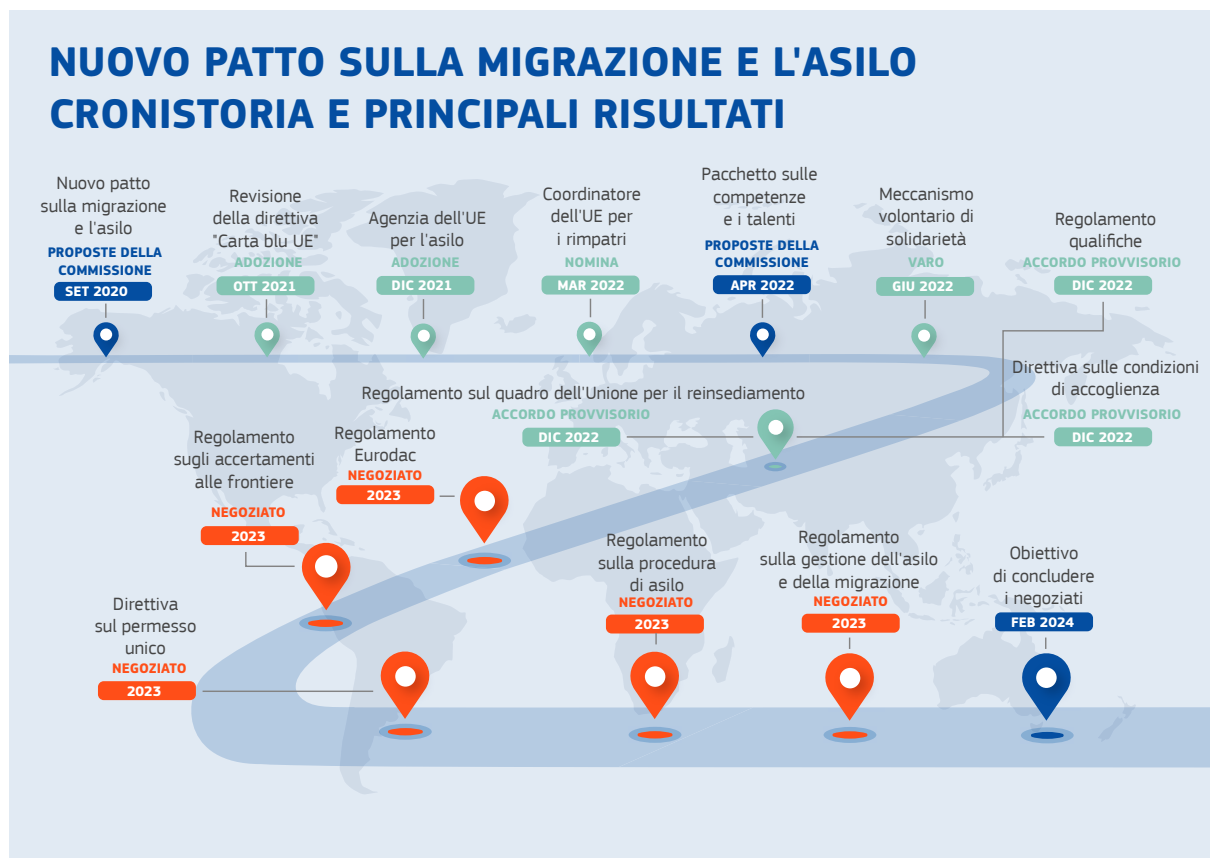 NUOVO PATTO SULLA MIGRAZIONE E L'ASILO
CRONISTORIA E PRINCIPALI RISULTATI
Nuovo patto
sulla migrazione
e l'asilo
PROPOSTE DELLA
COMMISSIONE
SET 2020
Revisione
della direttiva
"Carta blu UE"
ADOZIONE
OTT 2021
Agenzia dell'UE
per l'asilo
ADOZIONE
DIC 2021
Coordinatore
dell'UE per
i rimpatri
NOMINA
MAR 2022
Pacchetto sulle
competenze
e i talenti
PROPOSTE DELLA
COMMISSIONE
APR 2022
Meccanismo
volontario di
solidarietà
VARO
GIU 2022
Regolamento
qualifiche
ACCORDO PROVVISORIO
DIC 2022
Direttiva sulle condizioni
di accoglienza
ACCORDO PROVVISORIO
DIC 2022
Regolamento sul quadro dell'Unione per il reinsediamento
ACCORDO PROVVISORIO
DIC 2022
Regolamento
Eurodac
NEGOZIATO
2023
Regolamento
sugli accertamenti
alle frontiere
NEGOZIATO
2023
Direttiva
sul permesso
unico
NEGOZIATO
2023
Regolamento
sulla procedura
di asilo
NEGOZIATO
2023
Regolamento
sulla gestione dell'asilo
e della migrazione
NEGOZIATO
2023
Obiettivo
di concludere
i negoziati
FEB 2024